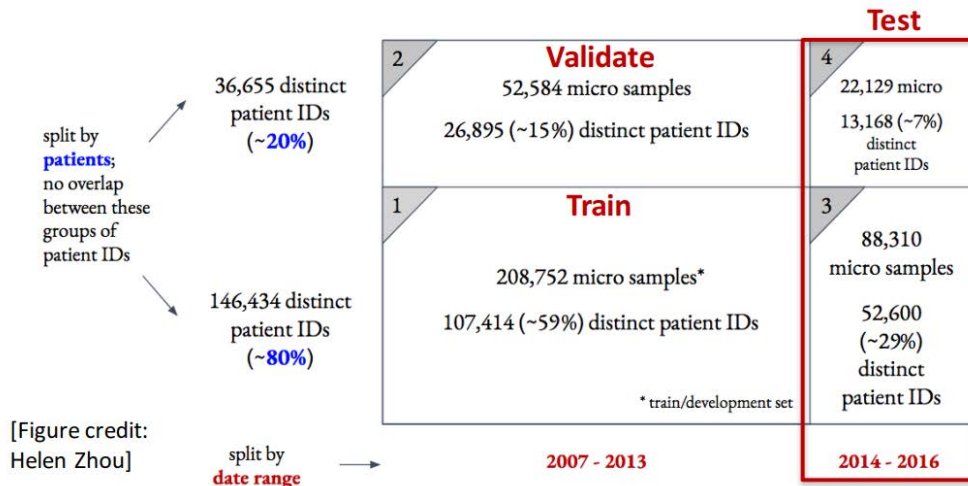 Test
2
Validate
52,584 micro samples
26,895 (~15%) distinct patient IDs
4
22,129 micro
13,168 (~7%)
distinct
patient IDs
36,655 distinct
patient IDs
(~20%)
split by
patients;
no overlap
between these
groups of
patient IDs
1
Train
208,752 micro samples*
107,414 (~59%) distinct patient IDs
* train/development set
3
88,310
micro samples
52,600
(~29%)
distinct
patient IDs
146,434 distinct
patient IDs
(~80%)
[Figure credit:
Helen Zhou]
split by
date range
2007 - 2013
2014 - 2016